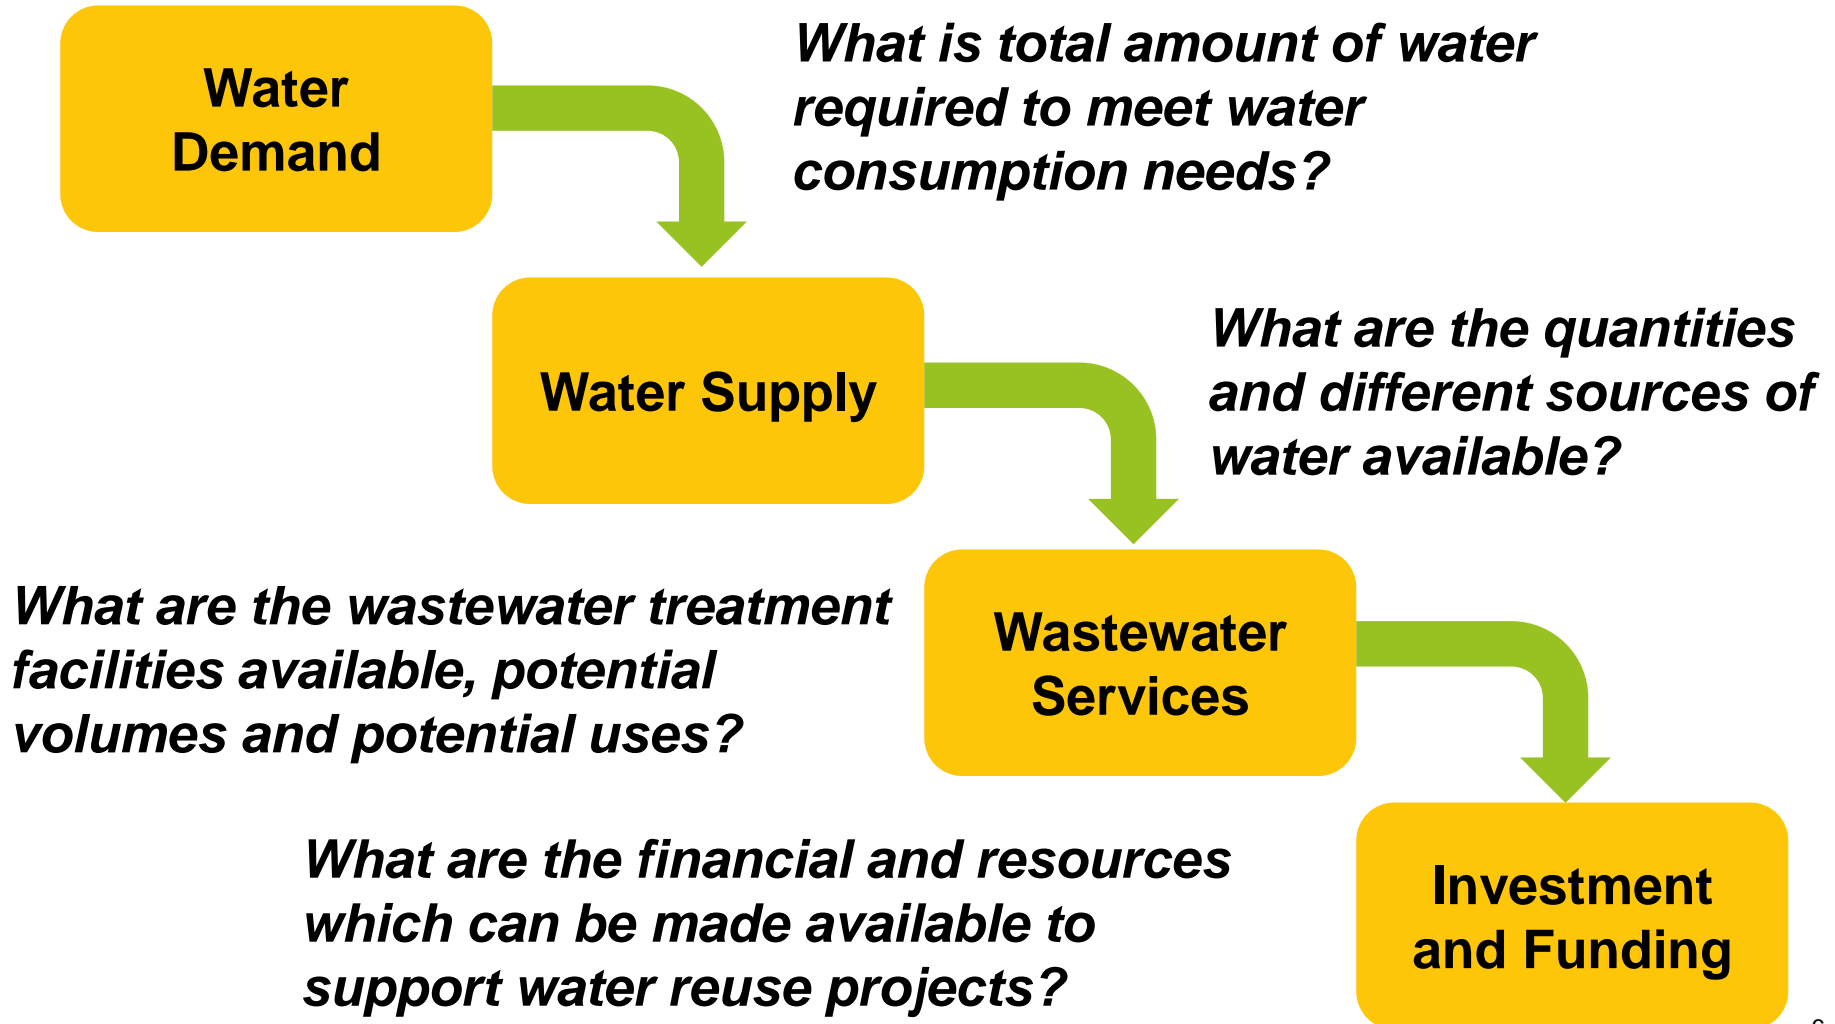 Water
Demand
What is total amount of water
required to meet water
consumption needs?
Water Supply
What are the quantities
and different sources of
water available?
What are the wastewater treatment
facilities available, potential
volumes and potential uses?
Wastewater
Services
What are the financial and resources
which can be made available to
support water reuse projects?
Investment
and Funding